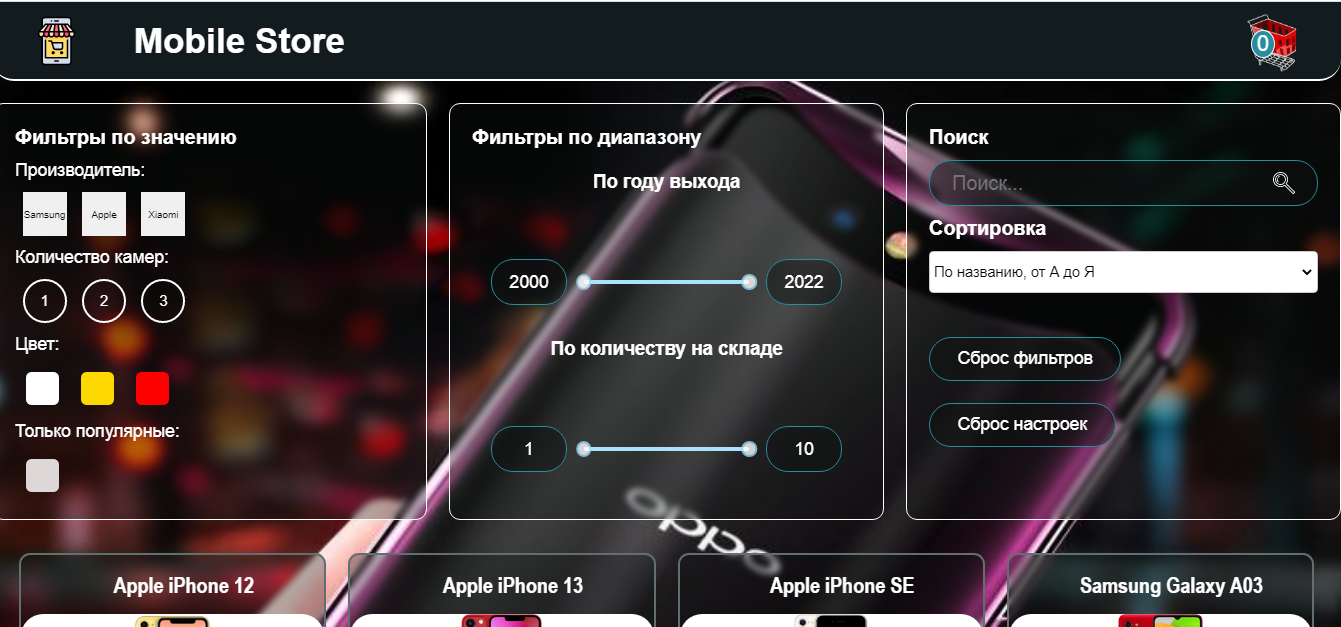 Mobile Store
0
Фильтры по значению
Производитель:
Samsung Apple Xiaomi
Количество камер:
1 2 3
Цвет:
Только популярные:
Фильтры по диапазону
По году выхода
2000 2022
По количеству на складе
1 10
Поиск
Поиск...
Сортировка
По названию, от А до Я
Сброс фильтров
Сброс настроек
oppo
Apple iPhone 12
Apple iPhone 13
Apple iPhone SE
Samsung Galaxy A03